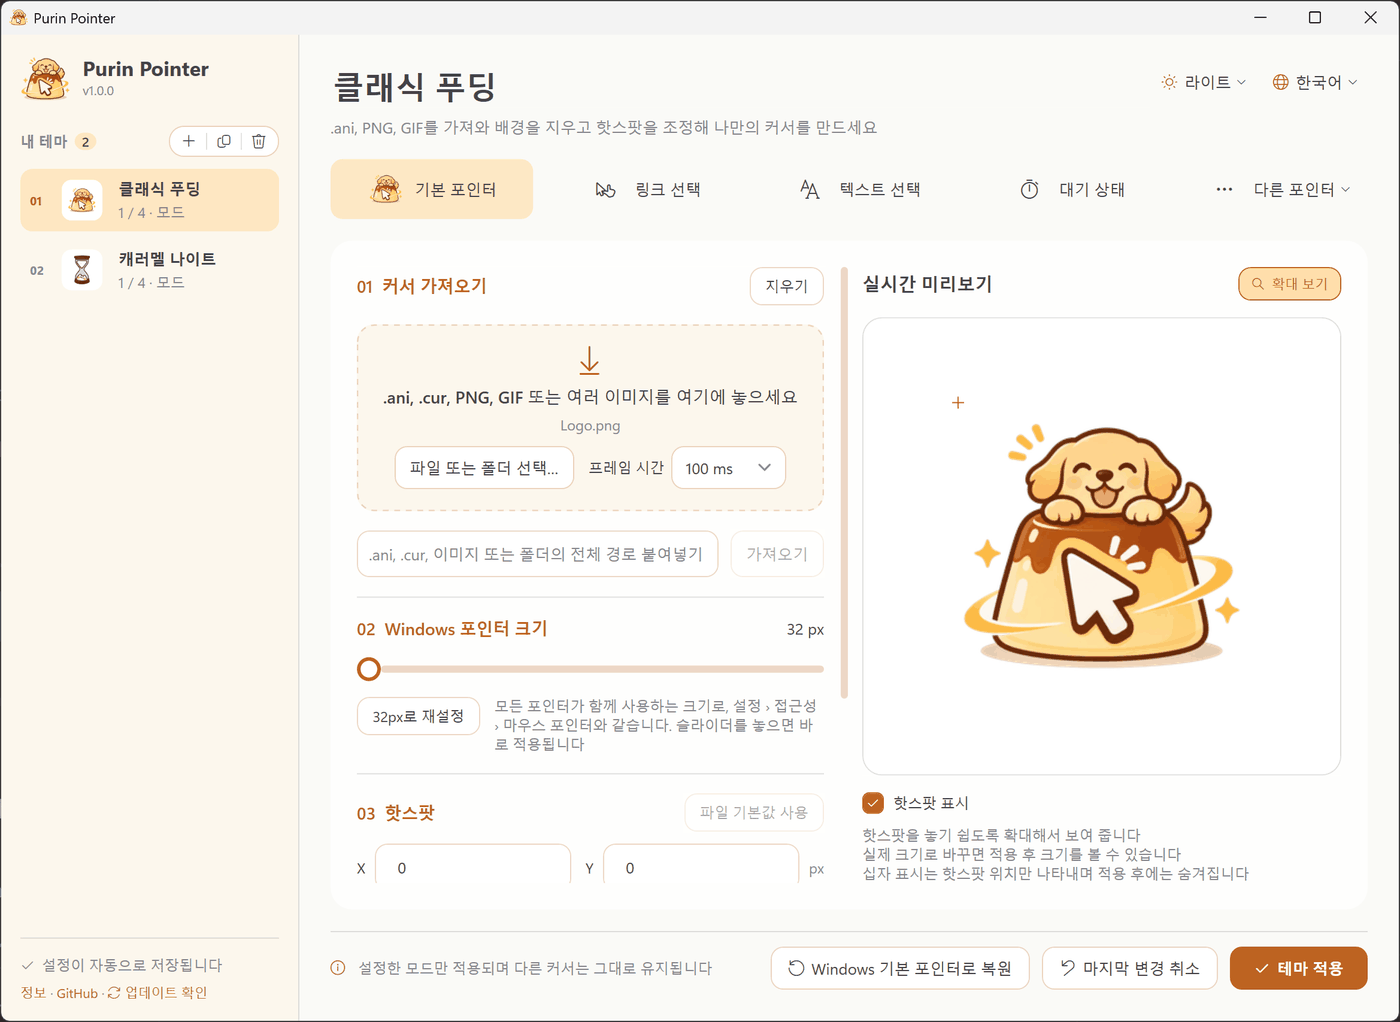 Purin Pointer
Purin Pointer
v1.0.0
내 테마 2
01 클래식 푸딩
1 / 4 · 모드
02 캐러멜 나이트
1 / 4 · 모드
✓ 설정이 자동으로 저장됩니다
정보 · GitHub · 업데이트 확인
클래식 푸딩
라이트
한국어
.ani, PNG, GIF를 가져와 배경을 지우고 핫스팟을 조정해 나만의 커서를 만드세요
기본 포인터
링크 선택
텍스트 선택
대기 상태
다른 포인터
01 커서 가져오기
지우기
.ani, .cur, PNG, GIF 또는 여러 이미지를 여기에 놓으세요
Logo.png
파일 또는 폴더 선택...
프레임 시간
100 ms
.ani, .cur, 이미지 또는 폴더의 전체 경로 붙여넣기
가져오기
02 Windows 포인터 크기
32 px
32px로 재설정
모든 포인터가 함께 사용하는 크기로, 설정 › 접근성
› 마우스 포인터와 같습니다. 슬라이더를 놓으면 바
로 적용됩니다
03 핫스팟
파일 기본값 사용
X 0
Y 0
px
실시간 미리보기
확대 보기
핫스팟 표시
핫스팟을 놓기 쉽도록 확대해서 보여 줍니다
실제 크기로 바꾸면 적용 후 크기를 볼 수 있습니다
십자 표시는 핫스팟 위치만 나타내며 적용 후에는 숨겨집니다
설정한 모드만 적용되며 다른 커서는 그대로 유지됩니다
Windows 기본 포인터로 복원
마지막 변경 취소
테마 적용